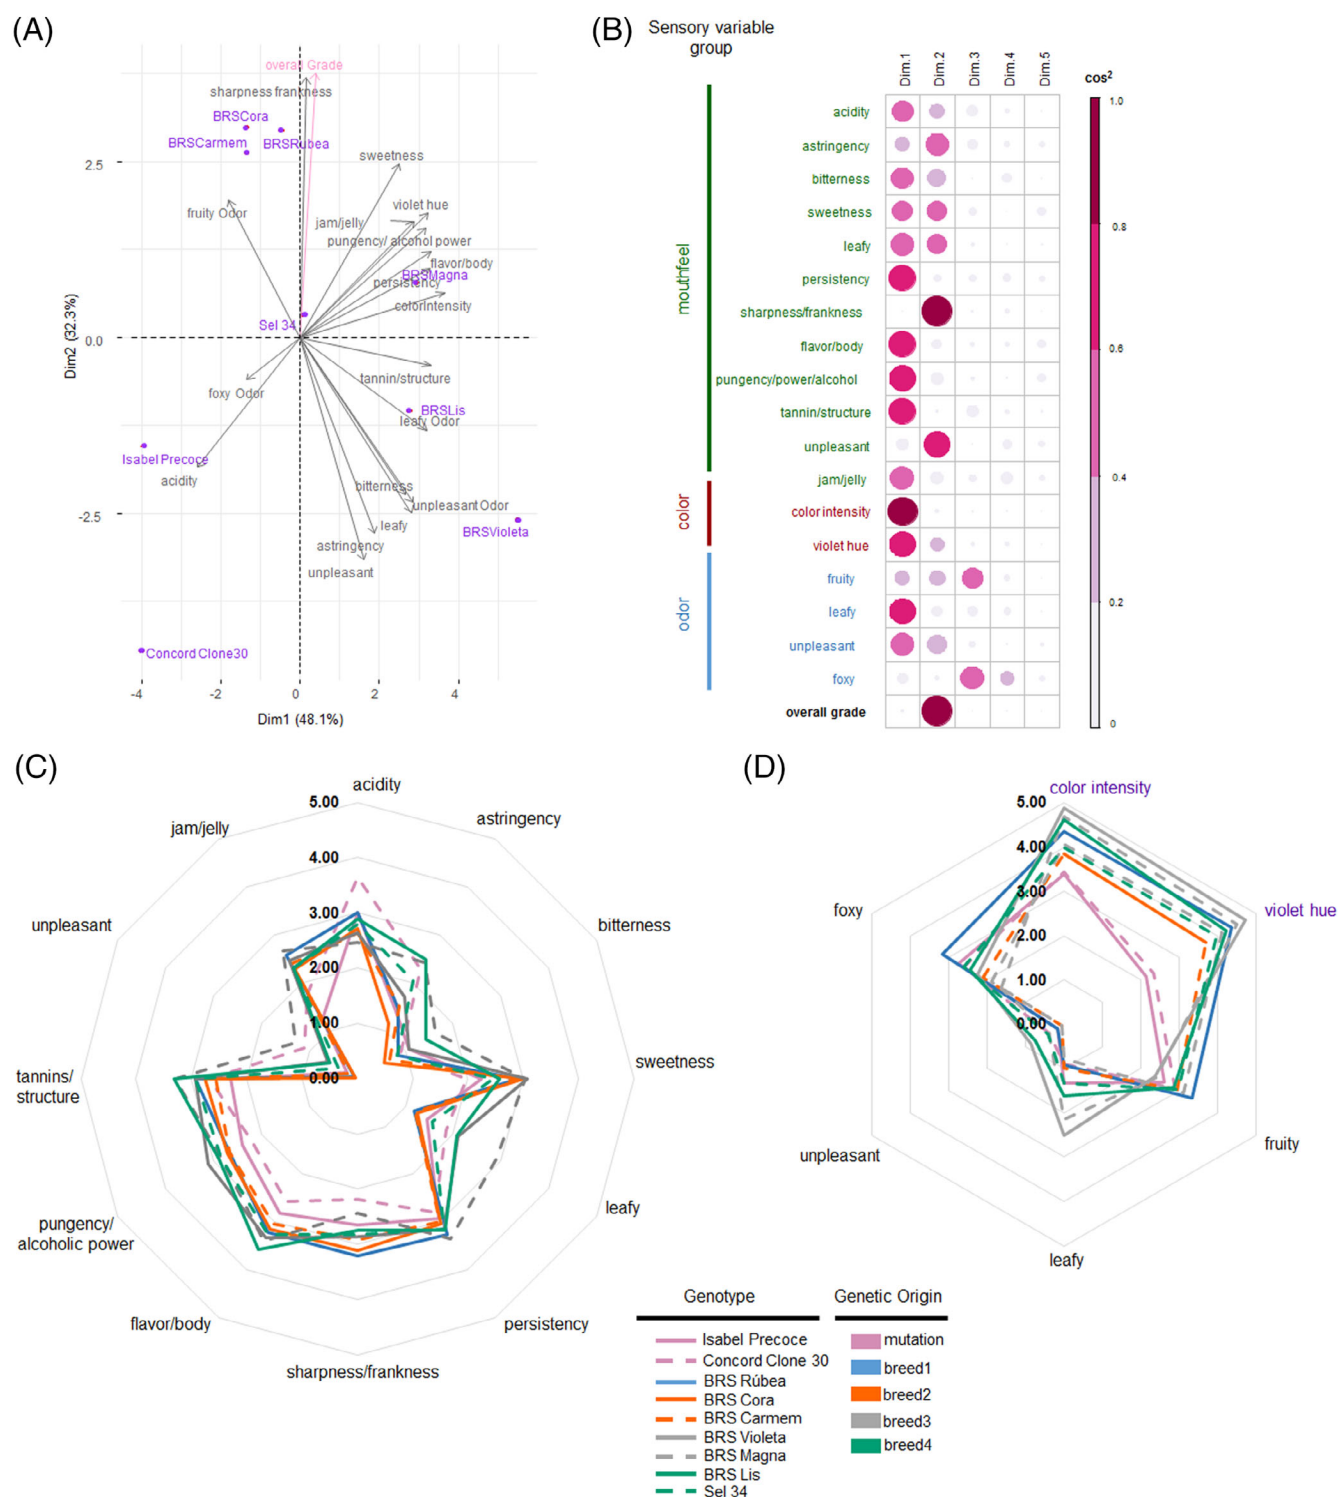 (A)
overall Grade
sharpness frankness
BRSCora
BRSCarmem
BRSRubea
sweetness
2.5
fruity Odor
violet hue
jam/jelly
pungency/ alcohol power
flavor/body
BRSMagna
persistency
colorintensity
Sel 34
0.0
Dim2 (32.3%)
tannin/structure
foxy Odor
BRSLis
leafy Odor
Isabel Precoce
acidity
bitterness
unpleasant Odor
-2.5
leafy
BRSVioleta
astringency
unpleasant
Concord Clone30
-4
-2
0
2
4
Dim1 (48.1%)
(B)
Sensory variable
group
Dim.1
Dim.2
Dim.3
Dim.4
Dim.5
cos²
1.0
0.8
0.6
0.4
0.2
0
mouthfeel
acidity
astringency
bitterness
sweetness
leafy
persistency
sharpness/frankness
flavor/body
pungency/power/alcohol
tannin/structure
unpleasant
jam/jelly
color
color intensity
violet hue
odor
fruity
leafy
unpleasant
foxy
overall grade
(C)
acidity
5.00
4.00
3.00
2.00
1.00
0.00
astringency
bitterness
sweetness
leafy
persistency
sharpness/frankness
flavor/body
pungency/
alcoholic power
tannins/
structure
unpleasant
jam/jelly
(D)
color intensity
5.00
4.00
3.00
2.00
1.00
0.00
violet hue
fruity
leafy
unpleasant
foxy
Genotype
Isabel Precoce
Concord Clone 30
BRS Rúbea
BRS Cora
BRS Carmem
BRS Violeta
BRS Magna
BRS Lis
Sel 34
Genetic Origin
mutation
breed1
breed2
breed3
breed4